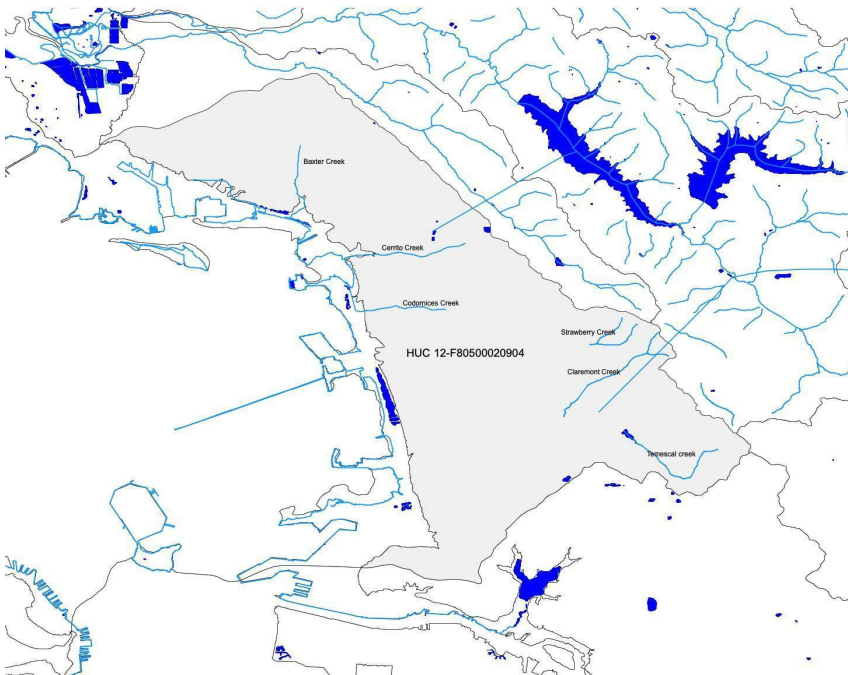 Baxter Creek
Cerrito Creek
Codornices Creek
Strawberry Creek
HUC 12-F80500020904
Claremont Creek
Temescal creek